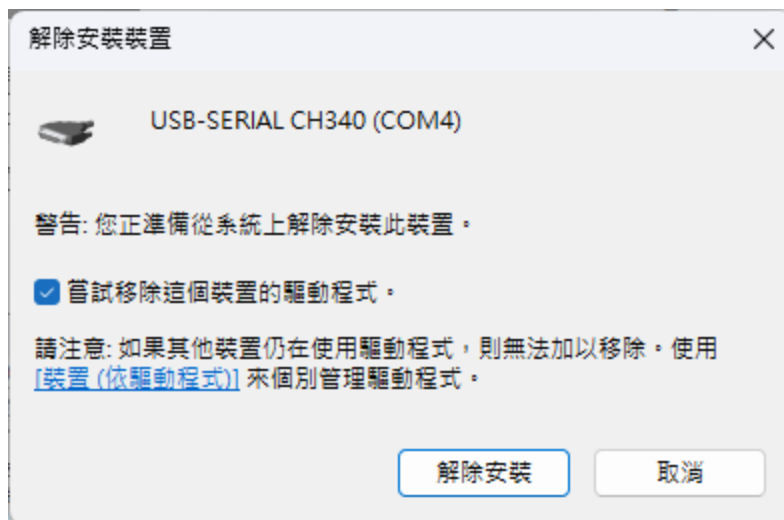 解除安裝裝置
USB-SERIAL CH340 (COM4)
警告: 您正準備從系統上解除安裝此裝置。
嘗試移除這個裝置的驅動程式。
請注意: 如果其他裝置仍在使用驅動程式，則無法加以移除。使用
[裝置 (依驅動程式)] 來個別管理驅動程式。
解除安裝
取消